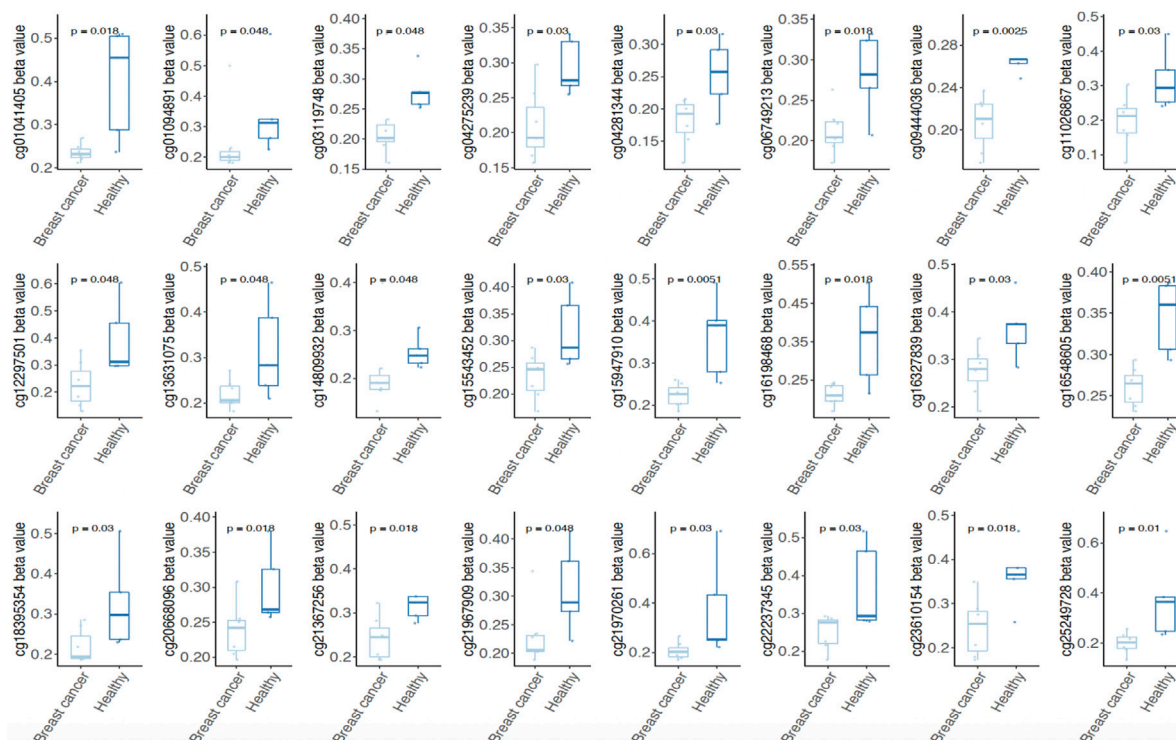 cg01041405 beta value
p = 0.018
0.5
0.4
0.3
0.2
Breast cancer
Healthy
cg01094891 beta value
p = 0.048
0.6
0.5
0.4
0.3
0.2
Breast cancer
Healthy
cg03119748 beta value
p = 0.048
0.40
0.35
0.30
0.25
0.20
0.15
Breast cancer
Healthy
cg04275239 beta value
p = 0.03
0.35
0.30
0.25
0.20
0.15
Breast cancer
Healthy
cg04281344 beta value
p = 0.03
0.30
0.25
0.20
0.15
Breast cancer
Healthy
cg06749213 beta value
p = 0.018
0.35
0.30
0.25
0.20
Breast cancer
Healthy
cg09444036 beta value
p = 0.0025
0.28
0.24
0.20
Breast cancer
Healthy
cg11026867 beta value
p = 0.03
0.5
0.4
0.3
0.2
0.1
Breast cancer
Healthy
cg12297501 beta value
p = 0.048
0.6
0.5
0.4
0.3
0.2
Breast cancer
Healthy
cg13631075 beta value
p = 0.048
0.5
0.4
0.3
0.2
Breast cancer
Healthy
cg14809932 beta value
p = 0.048
0.4
0.3
0.2
Breast cancer
Healthy
cg15543452 beta value
p = 0.03
0.40
0.35
0.30
0.25
0.20
Breast cancer
Healthy
cg15947910 beta value
p = 0.0051
0.5
0.4
0.3
0.2
Breast cancer
Healthy
cg16198468 beta value
p = 0.018
0.55
0.45
0.35
0.25
Breast cancer
Healthy
cg16327839 beta value
p = 0.03
0.5
0.4
0.3
0.2
Breast cancer
Healthy
cg16548605 beta value
p = 0.0051
0.40
0.35
0.30
0.25
Breast cancer
Healthy
cg18395354 beta value
p = 0.03
0.5
0.4
0.3
0.2
Breast cancer
Healthy
cg20668096 beta value
p = 0.018
0.40
0.35
0.30
0.25
0.20
Breast cancer
Healthy
cg21367256 beta value
p = 0.018
0.5
0.4
0.3
0.2
Breast cancer
Healthy
cg21967909 beta value
p = 0.048
0.40
0.35
0.30
0.25
0.20
Breast cancer
Healthy
cg21970261 beta value
p = 0.03
0.6
0.4
0.2
Breast cancer
Healthy
cg22237345 beta value
p = 0.03
0.5
0.4
0.3
0.2
Breast cancer
Healthy
cg23610154 beta value
p = 0.018
0.5
0.4
0.3
0.2
Breast cancer
Healthy
cg25249728 beta value
p = 0.01
0.6
0.4
0.2
Breast cancer
Healthy